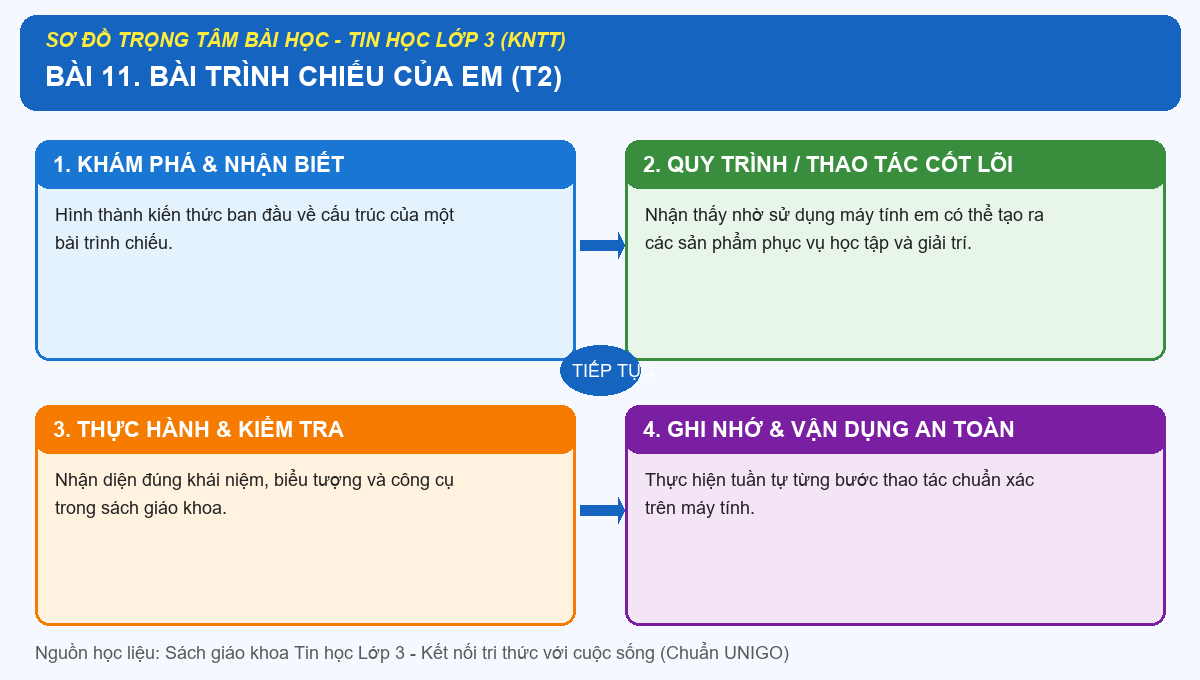 SƠ ĐỒ TRỌNG TÂM BÀI HỌC - TIN HỌC LỚP 3 (KNTT)
BÀI 11. BÀI TRÌNH CHIẾU CỦA EM (T2)
1. KHÁM PHÁ & NHẬN BIẾT
Hình thành kiến thức ban đầu về cấu trúc của một
bài trình chiếu.
2. QUY TRÌNH / THAO TÁC CỐT LÕI
Nhận thấy nhờ sử dụng máy tính em có thể tạo ra
các sản phẩm phục vụ học tập và giải trí.
TIẾP TỤC
3. THỰC HÀNH & KIỂM TRA
Nhận diện đúng khái niệm, biểu tượng và công cụ
trong sách giáo khoa.
4. GHI NHỚ & VẬN DỤNG AN TOÀN
Thực hiện tuần tự từng bước thao tác chuẩn xác
trên máy tính.
Nguồn học liệu: Sách giáo khoa Tin học Lớp 3 - Kết nối tri thức với cuộc sống (Chuẩn UNIGO)